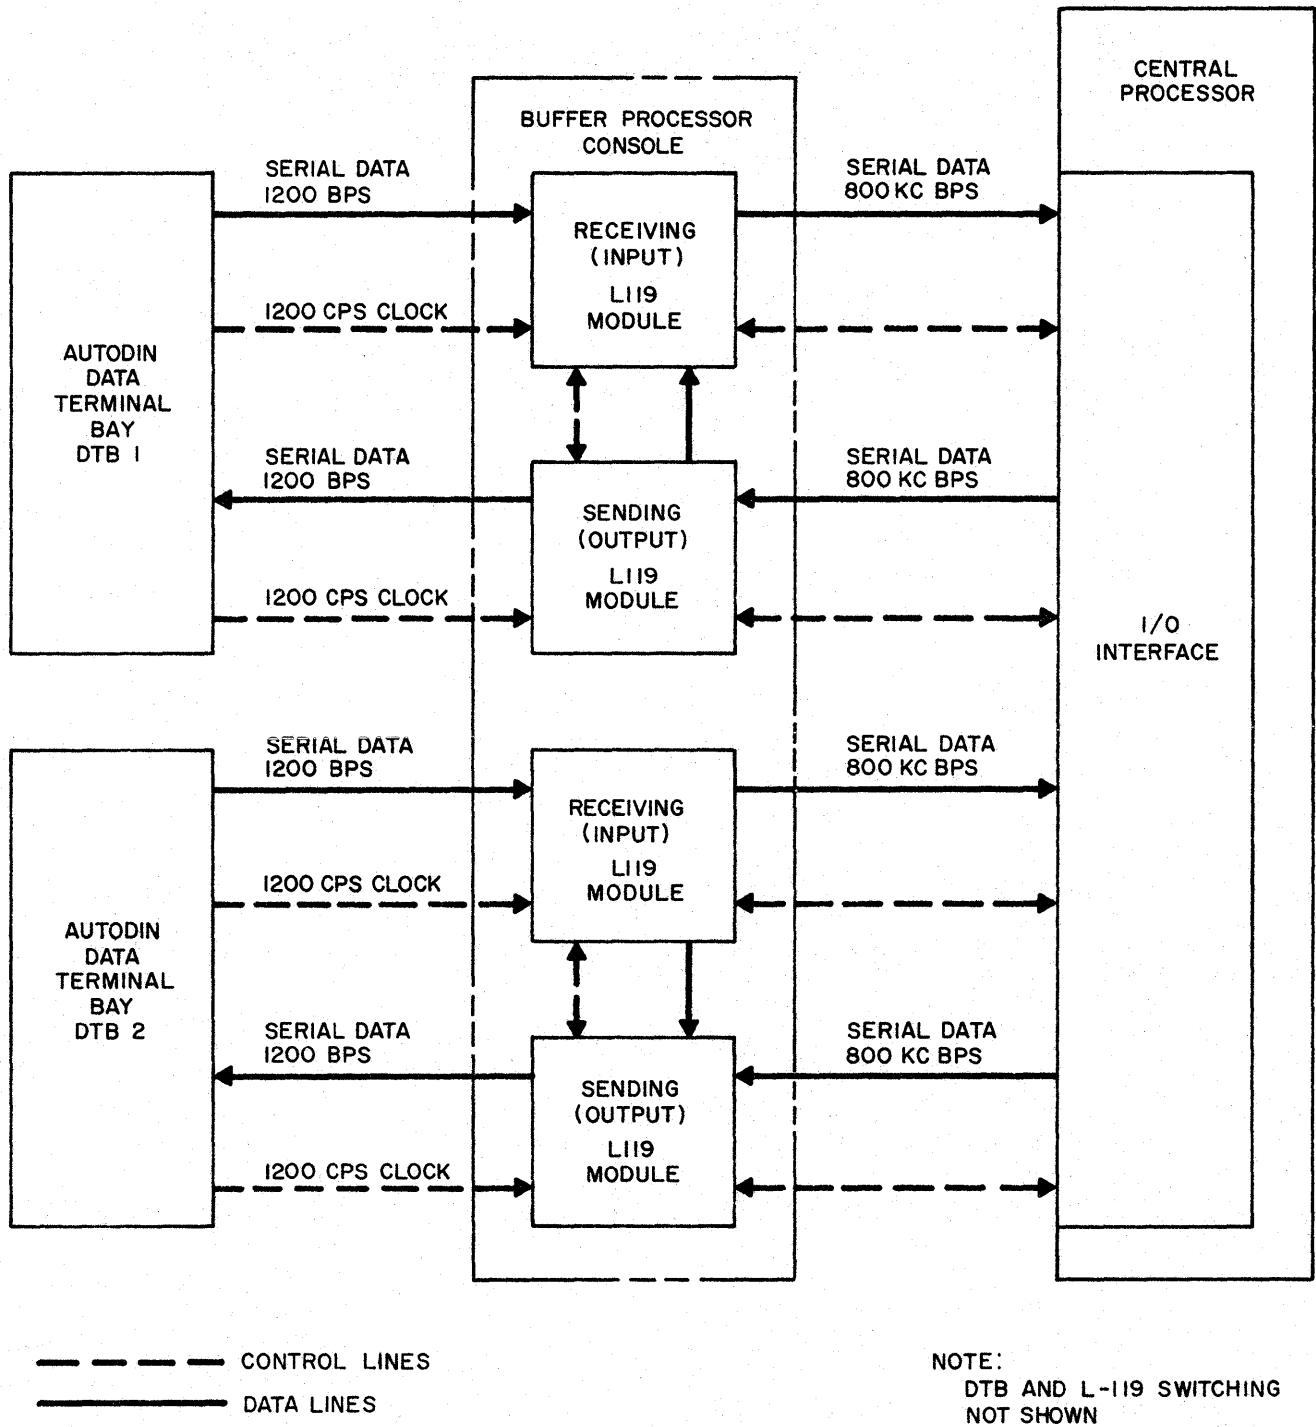 CENTRAL
PROCESSOR
BUFFER PROCESSOR
CONSOLE
SERIAL DATA
1200 BPS
SERIAL DATA
800 KC BPS
RECEIVING
(INPUT)
L119
MODULE
1200 CPS CLOCK
AUTODIN
DATA
TERMINAL
BAY
DTB 1
SERIAL DATA
1200 BPS
SERIAL DATA
800 KC BPS
SENDING
(OUTPUT)
L119
MODULE
1200 CPS CLOCK
I/O
INTERFACE
SERIAL DATA
1200 BPS
SERIAL DATA
800 KC BPS
RECEIVING
(INPUT)
L119
MODULE
1200 CPS CLOCK
AUTODIN
DATA
TERMINAL
BAY
DTB 2
SERIAL DATA
1200 BPS
SERIAL DATA
800 KC BPS
SENDING
(OUTPUT)
L119
MODULE
1200 CPS CLOCK
CONTROL LINES
DATA LINES
NOTE:
DTB AND L-119 SWITCHING
NOT SHOWN